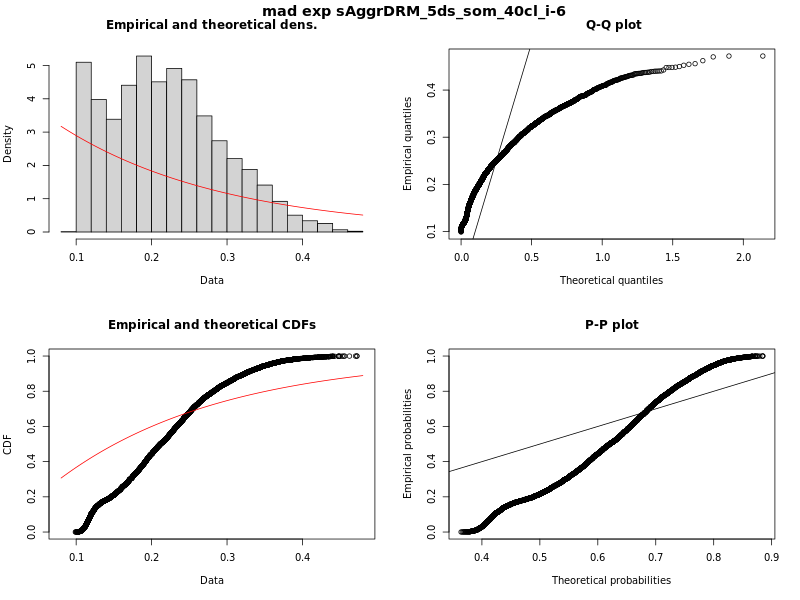 mad exp sAggrDRM_5ds_som_40cl_i-6
Empirical and theoretical dens.
Density
0 1 2 3 4 5
0.1 0.2 0.3 0.4
Data
Q-Q plot
Empirical quantiles
0.1 0.2 0.3 0.4
0.0 0.5 1.0 1.5 2.0
Theoretical quantiles
Empirical and theoretical CDFs
CDF
0.0 0.2 0.4 0.6 0.8 1.0
0.1 0.2 0.3 0.4
Data
P-P plot
Empirical probabilities
0.0 0.2 0.4 0.6 0.8 1.0
0.4 0.5 0.6 0.7 0.8 0.9
Theoretical probabilities